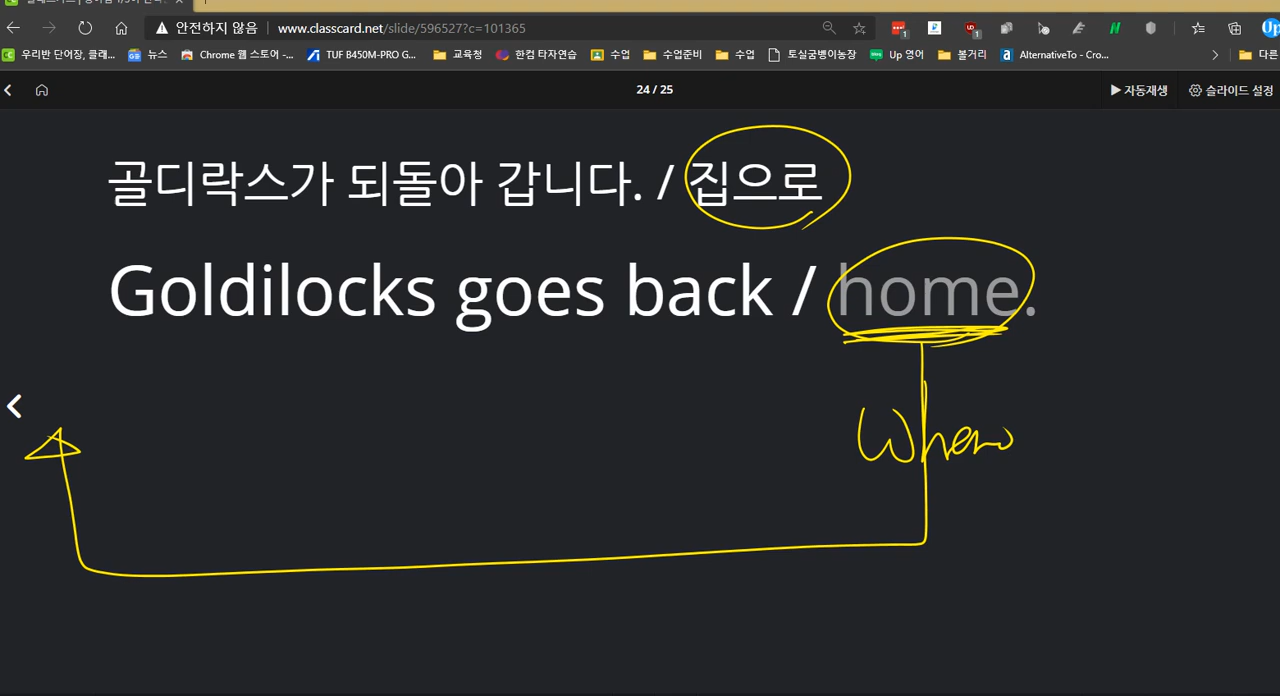 안전하지 않음 www.classcard.net/slide/596527?c=101365
우리반 단어장, 클래... 뉴스 Chrome 웹 스토어 -... TUF B450M-PRO G... 교육청 한컴 타자연습 수업 수업준비 수업 토실굼벵이농장 Up 영어 볼거리 AlternativeTo - Cro... 다른
24 / 25 자동재생 슬라이드 설정
골디락스가 되돌아 갑니다. / 집으로
Goldilocks goes back / home.